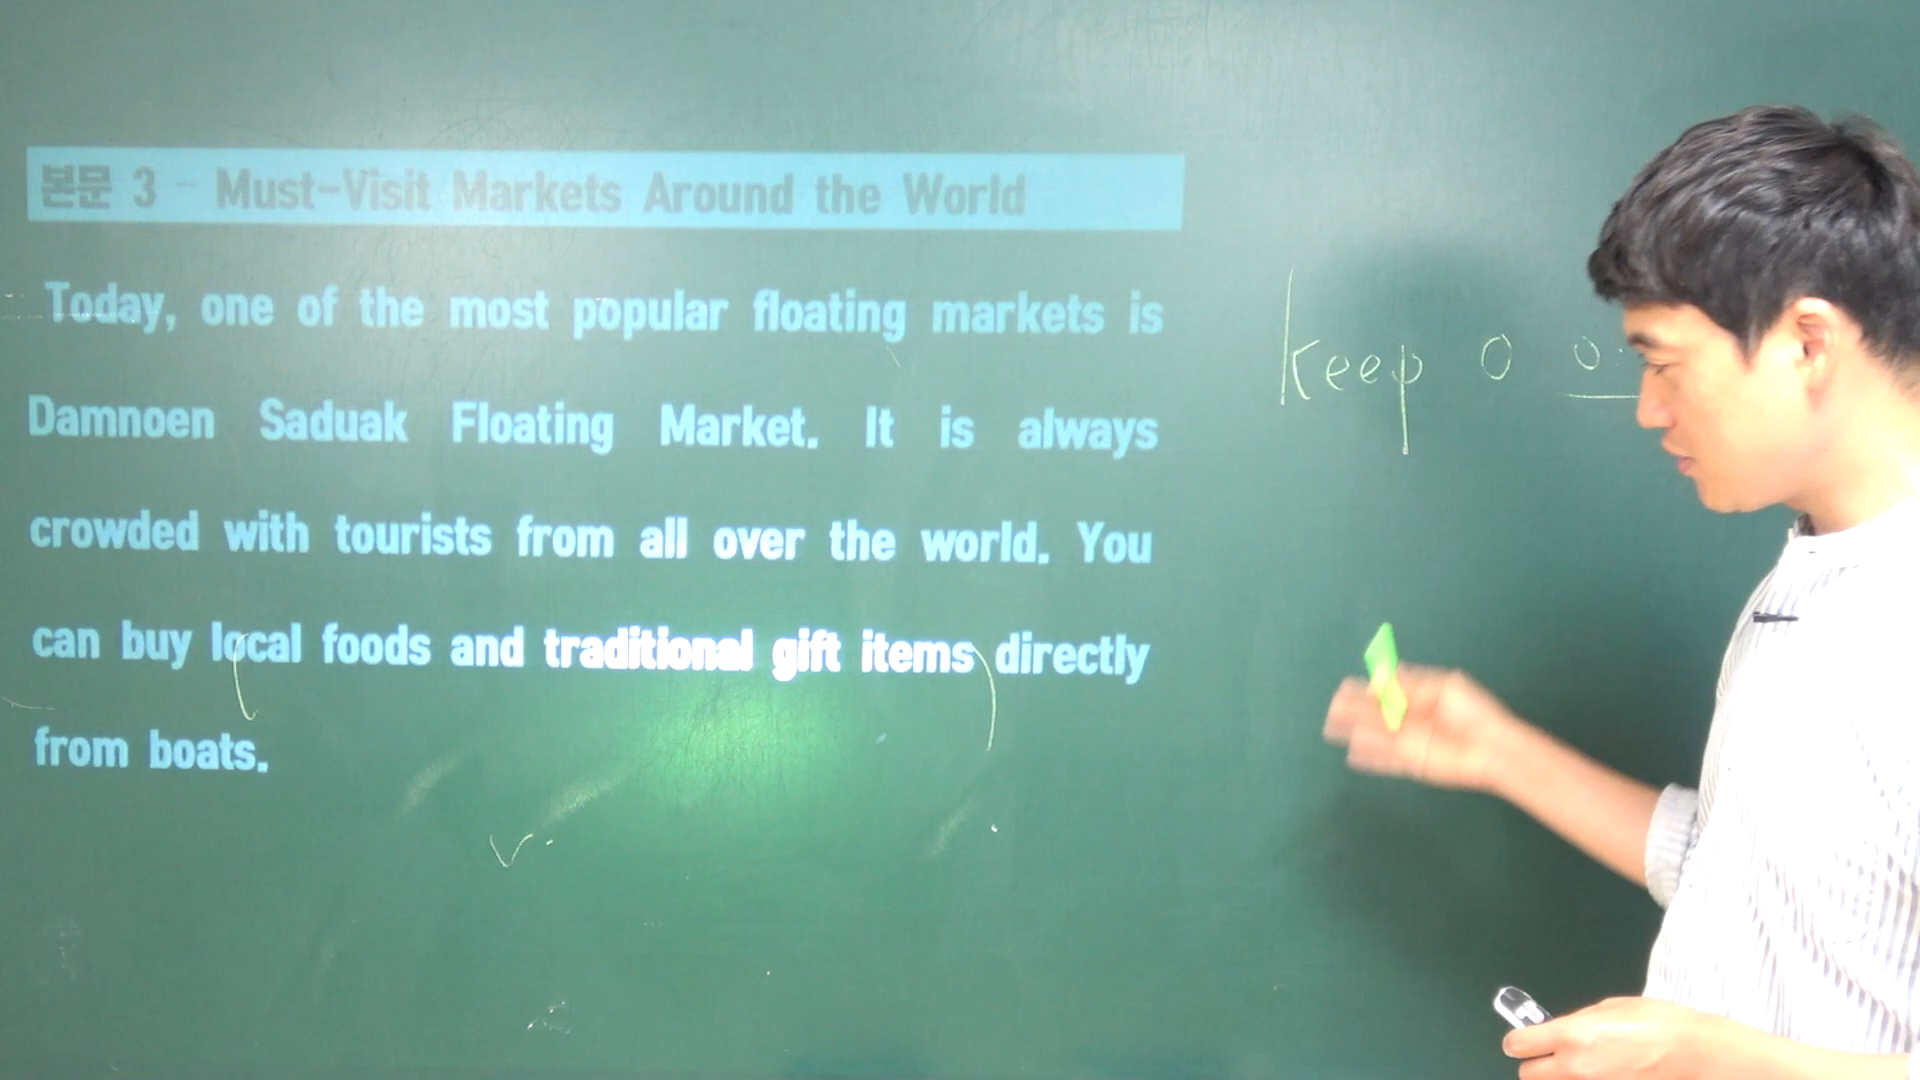 본문 3 - Must-Visit Markets Around the World
Today, one of the most popular floating markets is
Damnoen Saduak Floating Market. It is always
crowded with tourists from all over the world. You
can buy local foods and traditional gift items directly
from boats.
keep O O